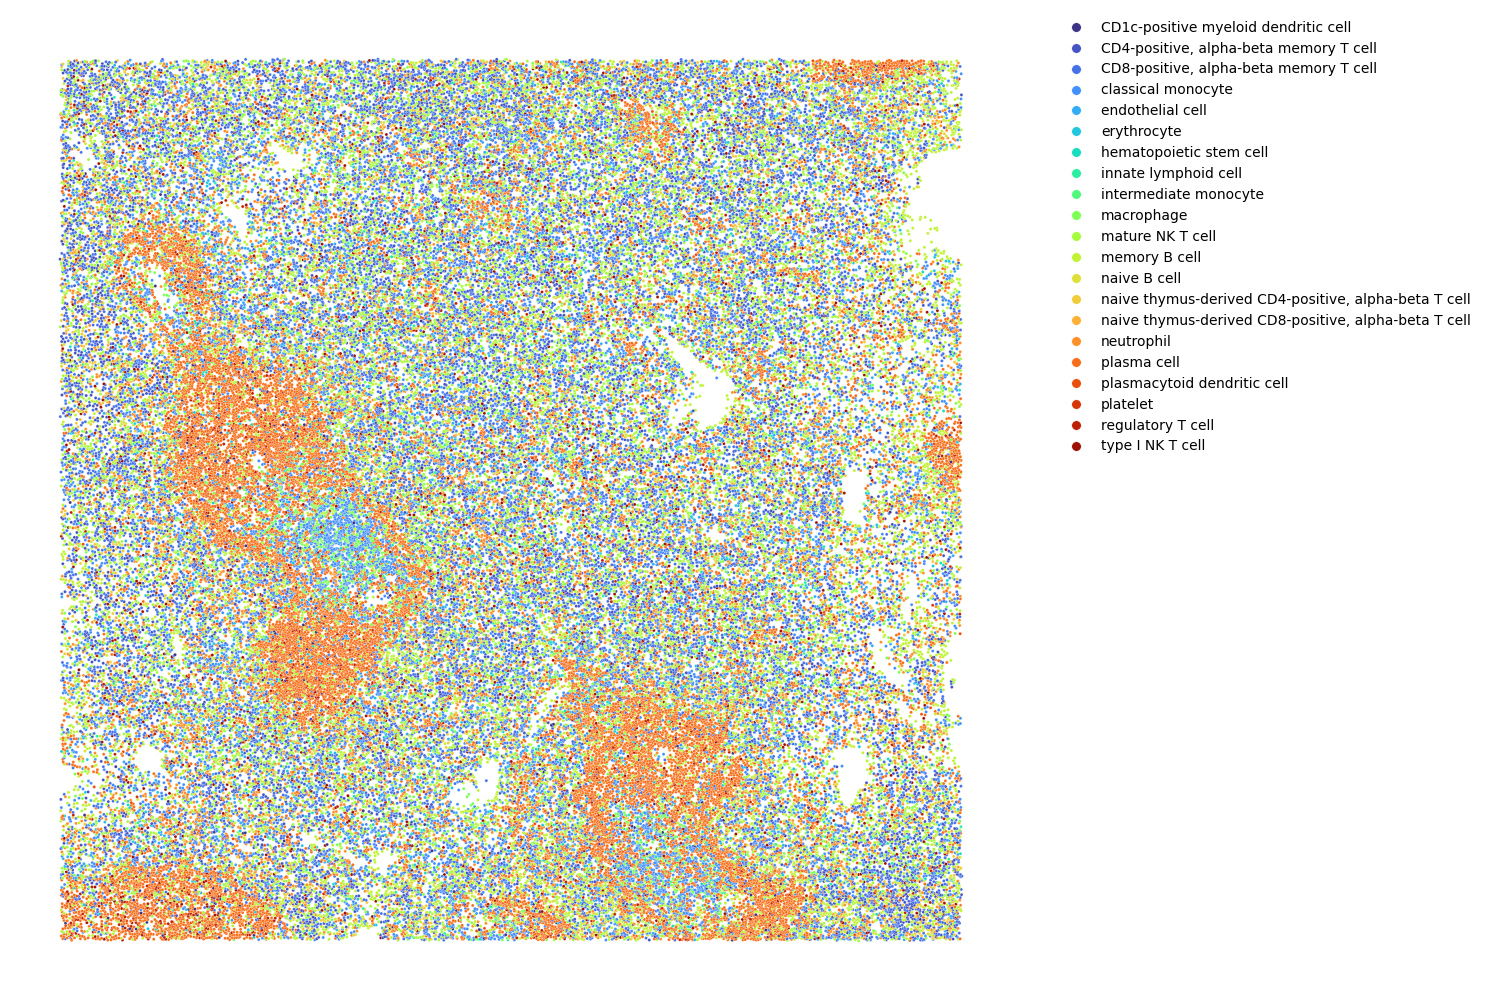 CD1c-positive myeloid dendritic cell
CD4-positive, alpha-beta memory T cell
CD8-positive, alpha-beta memory T cell
classical monocyte
endothelial cell
erythrocyte
hematopoietic stem cell
innate lymphoid cell
intermediate monocyte
macrophage
mature NK T cell
memory B cell
naive B cell
naive thymus-derived CD4-positive, alpha-beta T cell
naive thymus-derived CD8-positive, alpha-beta T cell
neutrophil
plasma cell
plasmacytoid dendritic cell
platelet
regulatory T cell
type I NK T cell